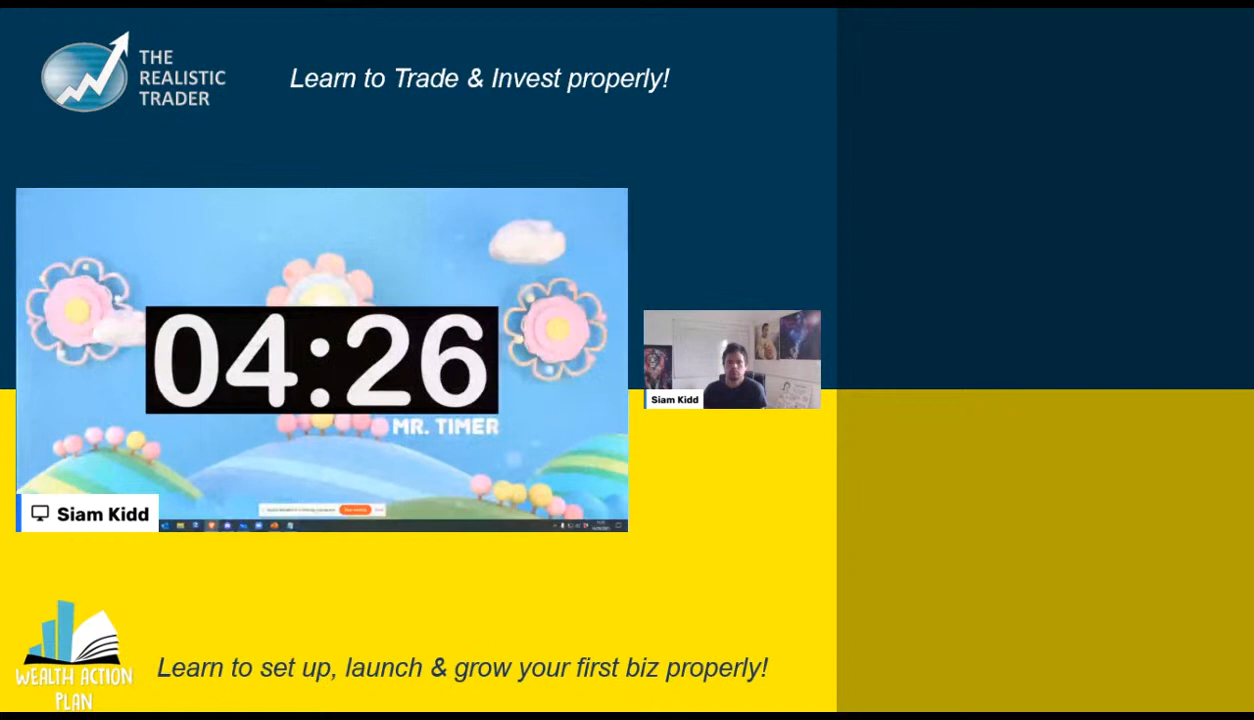 THE
REALISTIC
TRADER
Learn to Trade & Invest properly!
04:26
MR. TIMER
Siam Kidd
Siam Kidd
WEALTH ACTION
PLAN
Learn to set up, launch & grow your first biz properly!